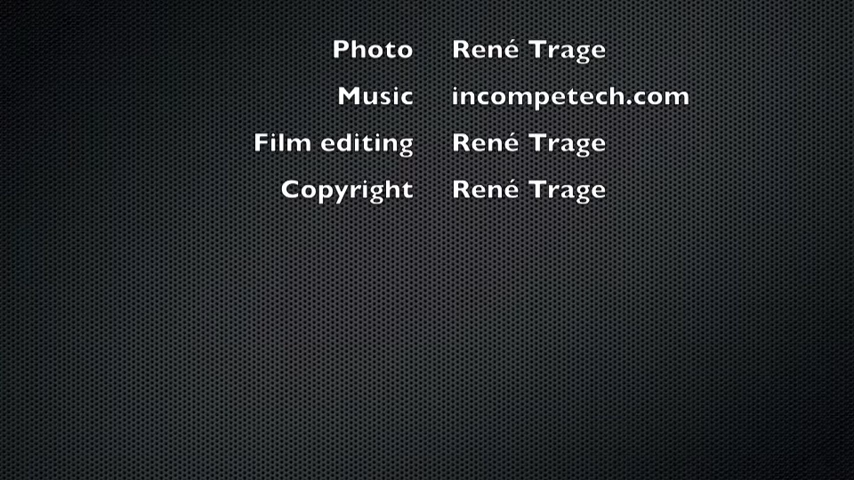 Photo René Trage
Music incompetech.com
Film editing René Trage
Copyright René Trage